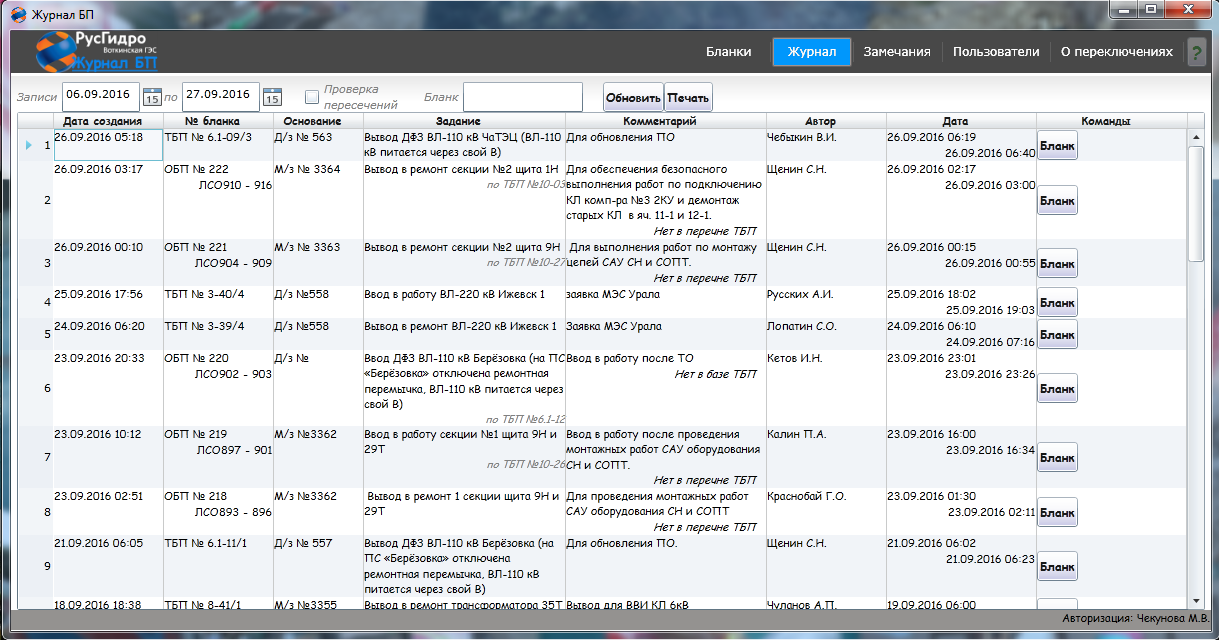 Журнал БП
РусГидро
Воткинская ГЭС
Журнал БП
Бланки Журнал Замечания Пользователи О переключениях ?
Записи 06.09.2016 15 по 27.09.2016 15 Проверка пересечений Бланк Обновить Печать
Дата создания № бланка Основание Задание Комментарий Автор Дата Команды
1 26.09.2016 05:18 ТБП № 6.1-09/3 Д/з № 563 Вывод ДФЗ ВЛ-110 кВ ЧаТЭЦ (ВЛ-110 Для обновления ПО Чебыкин В.И. 26.09.2016 06:19
кВ питается через свой В) 26.09.2016 06:40 Бланк
26.09.2016 03:17 ОБП № 222 М/з № 3364 Вывод в ремонт секции №2 щита 1Н Для обеспечения безопасного Щенин С.Н. 26.09.2016 02:17
ЛСО910 - 916 по ТБП №10-03 выполнения работ по подключению 26.09.2016 03:00
2 КЛ комп-ра №3 2КУ и демонтаж Бланк
старых КЛ в яч. 11-1 и 12-1.
Нет в перечне ТБП
26.09.2016 00:10 ОБП № 221 М/з № 3363 Вывод в ремонт секции №2 щита 9Н Для выполнения работ по монтажу Щенин С.Н. 26.09.2016 00:15
3 ЛСО904 - 909 по ТБП №10-27 цепей САУ СН и СОПТ. 26.09.2016 00:55 Бланк
Нет в перечне ТБП
25.09.2016 17:56 ТБП № 3-40/4 Д/з №558 Ввод в работу ВЛ-220 кВ Ижевск 1 заявка МЭС Урала Русских А.И. 25.09.2016 18:02
4 25.09.2016 19:03 Бланк
24.09.2016 06:20 ТБП № 3-39/4 Д/з №558 Вывод в ремонт ВЛ-220 кВ Ижевск 1 Заявка МЭС Урала Лопатин С.О. 24.09.2016 06:10
5 24.09.2016 07:16 Бланк
23.09.2016 20:33 ОБП № 220 Д/з № Ввод ДФЗ ВЛ-110 кВ Берёзовка (на ПС Ввод в работу после ТО Кетов И.Н. 23.09.2016 23:01
ЛСО902 - 903 «Берёзовка» отключена ремонтная Нет в базе ТБП 23.09.2016 23:26
6 перемычка, ВЛ-110 кВ питается через Бланк
свой В)
по ТБП №6.1-12
23.09.2016 10:12 ОБП № 219 М/з №3362 Ввод в работу секции №1 щита 9Н и Ввод в работу после проведения Калин П.А. 23.09.2016 16:00
7 ЛСО897 - 901 29Т монтажных работ САУ оборудования 23.09.2016 16:34 Бланк
по ТБП №10-26 СН и СОПТ.
Нет в перечне ТБП
23.09.2016 02:51 ОБП № 218 М/з №3362 Вывод в ремонт 1 секции щита 9Н и Для проведения монтажных работ Краснобай Г.О. 23.09.2016 01:30
8 ЛСО893 - 896 29Т САУ оборудования СН и СОПТ 23.09.2016 02:11 Бланк
Нет в перечне ТБП
21.09.2016 06:05 ТБП № 6.1-11/1 Д/з № 557 Вывод ДФЗ ВЛ-110 кВ Берёзовка (на Для обновления ПО. Щенин С.Н. 21.09.2016 06:02
ПС «Берёзовка» отключена 21.09.2016 06:23
9 ремонтная перемычка, ВЛ-110 кВ Бланк
питается через свой В)
18.09.2016 18:38 ТБП № 8-41/1 М/з №3355 Вывод в ремонт трансформатора 35Т Вывод для ВВИ КЛ 6кВ Чуланов А.П. 19.09.2016 06:00
Авторизация: Чекунова М.В.